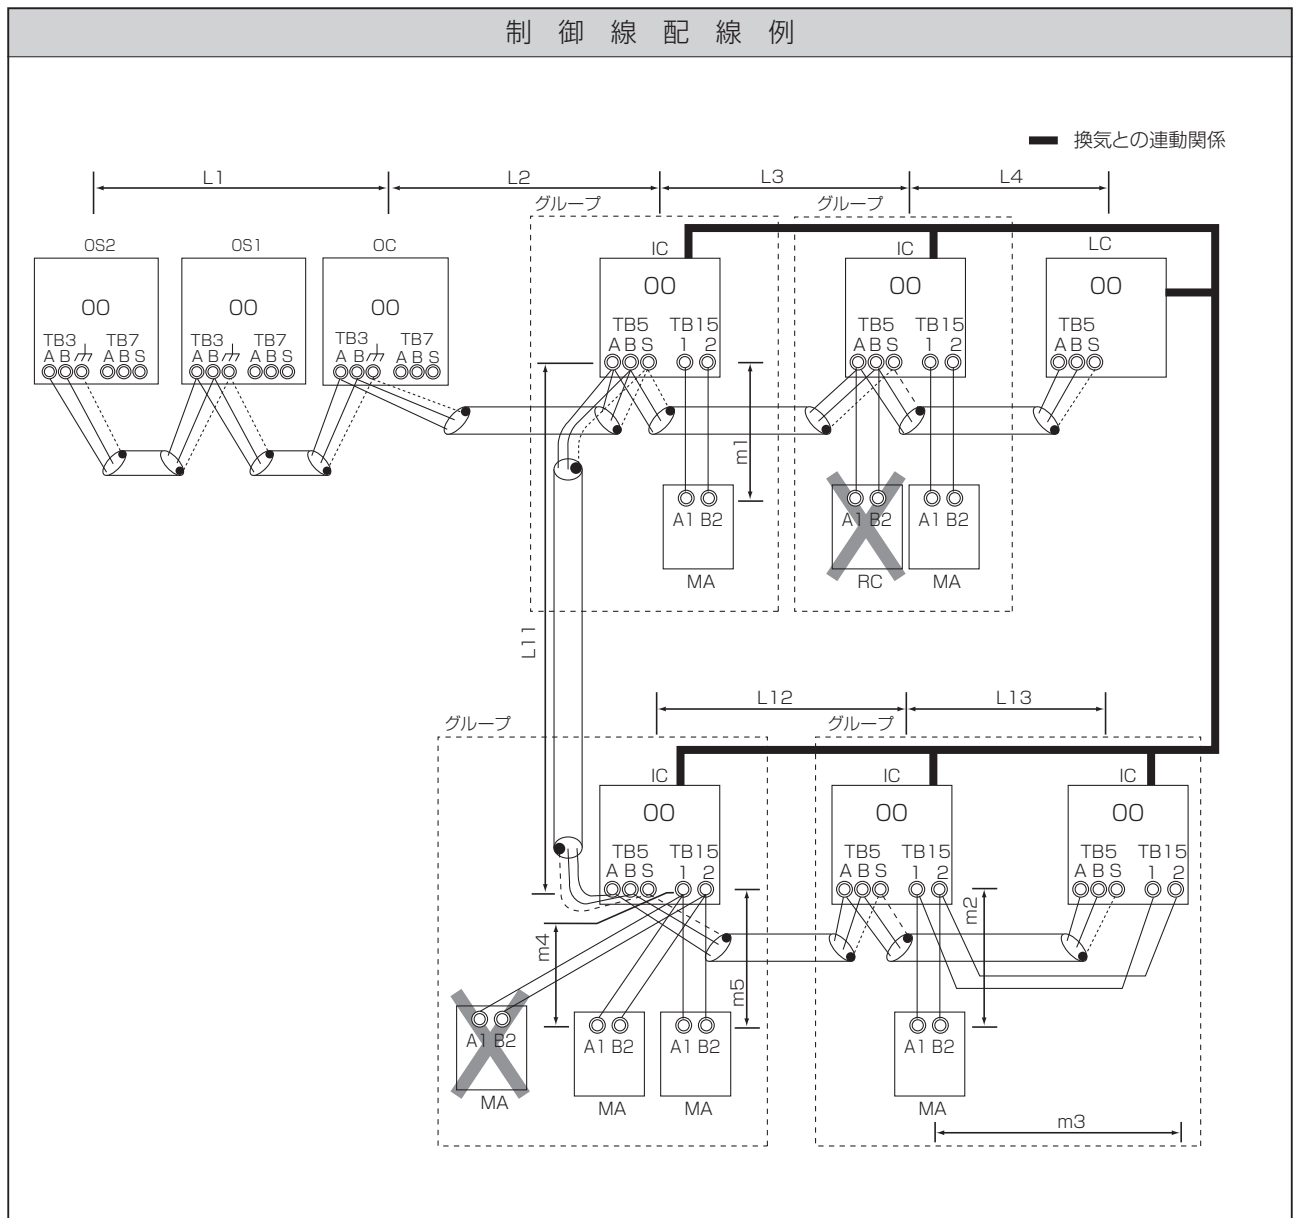 制御線配線例
換気との連動関係
L1 L2 L3 L4
グループ グループ
OS2 OS1 OC IC IC LC
00 00 00 00 00 00
TB3 TB7 TB3 TB7 TB3 TB7 TB5 TB15 TB5 TB15 TB5
A B A B S A B A B S A B A B S A B S 1 2 A B S 1 2 A B S
m1
A1 B2 A1 B2 A1 B2
MA RC MA
L11
L12 L13
グループ グループ
IC IC IC
00 00 00
TB5 TB15 TB5 TB15 TB5 TB15
A B S 1 2 A B S 1 2 A B S 1 2
m4 m5 m2
A1 B2 A1 B2 A1 B2 A1 B2
MA MA MA MA
m3